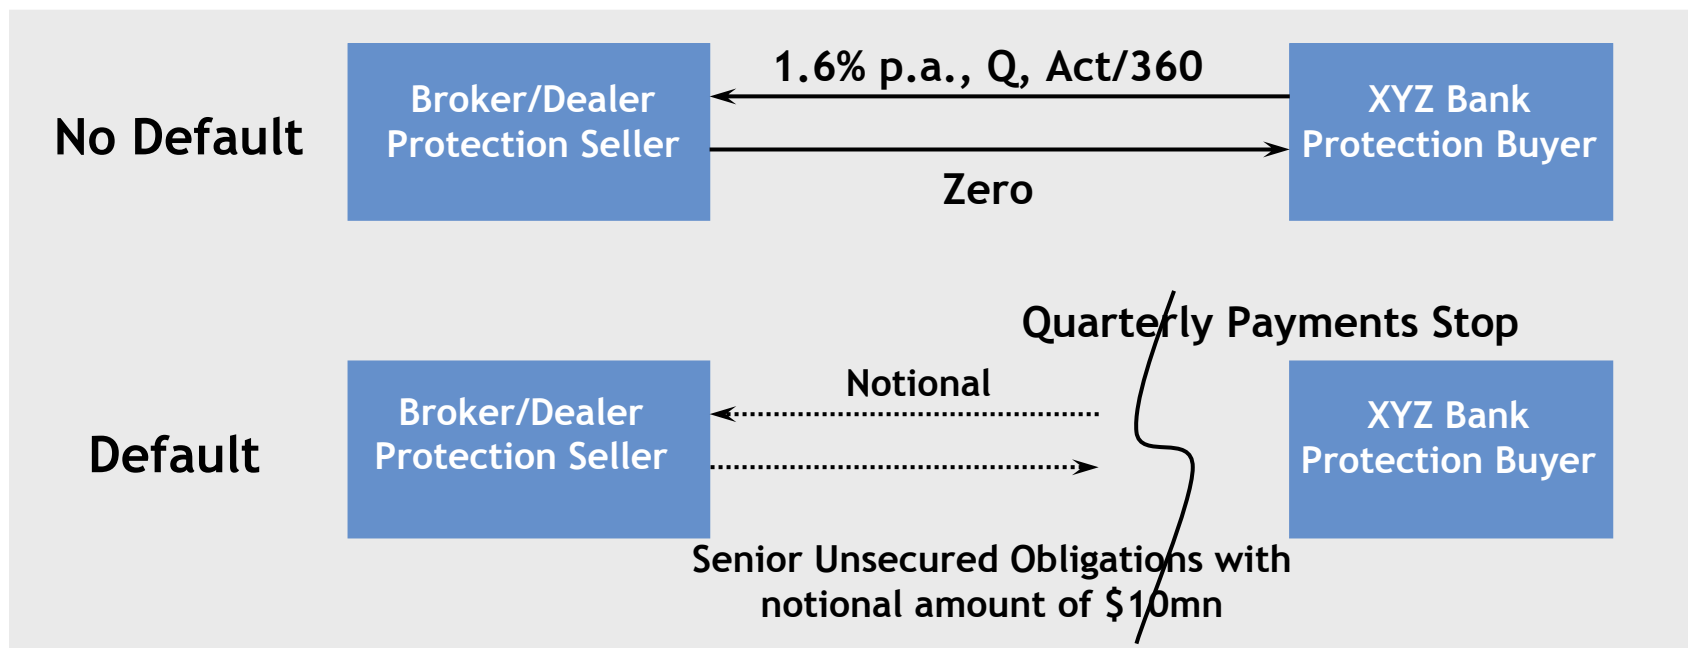 1.6% p.a., Q, Act/360
No Default
Broker/Dealer
Protection Seller
XYZ Bank
Protection Buyer
Zero
Quarterly Payments Stop
Notional
Default
Broker/Dealer
Protection Seller
XYZ Bank
Protection Buyer
Senior Unsecured Obligations with
notional amount of $10mn